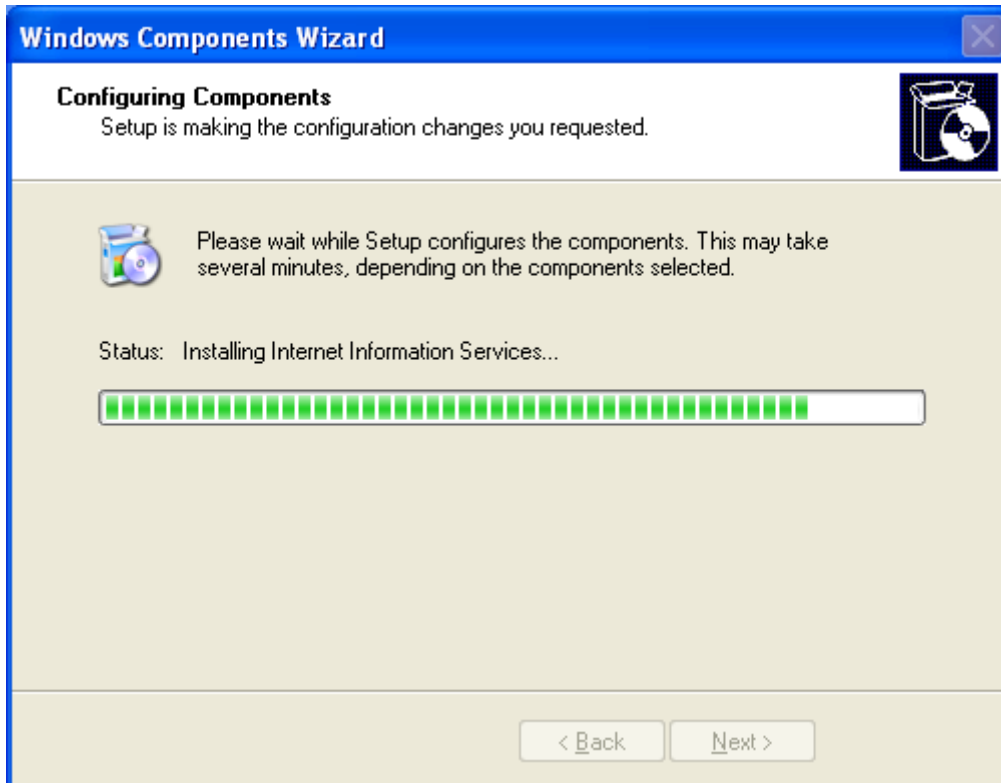 Windows Components Wizard
Configuring Components
Setup is making the configuration changes you requested.
Please wait while Setup configures the components. This may take
several minutes, depending on the components selected.
Status: Installing Internet Information Services...
< Back Next >